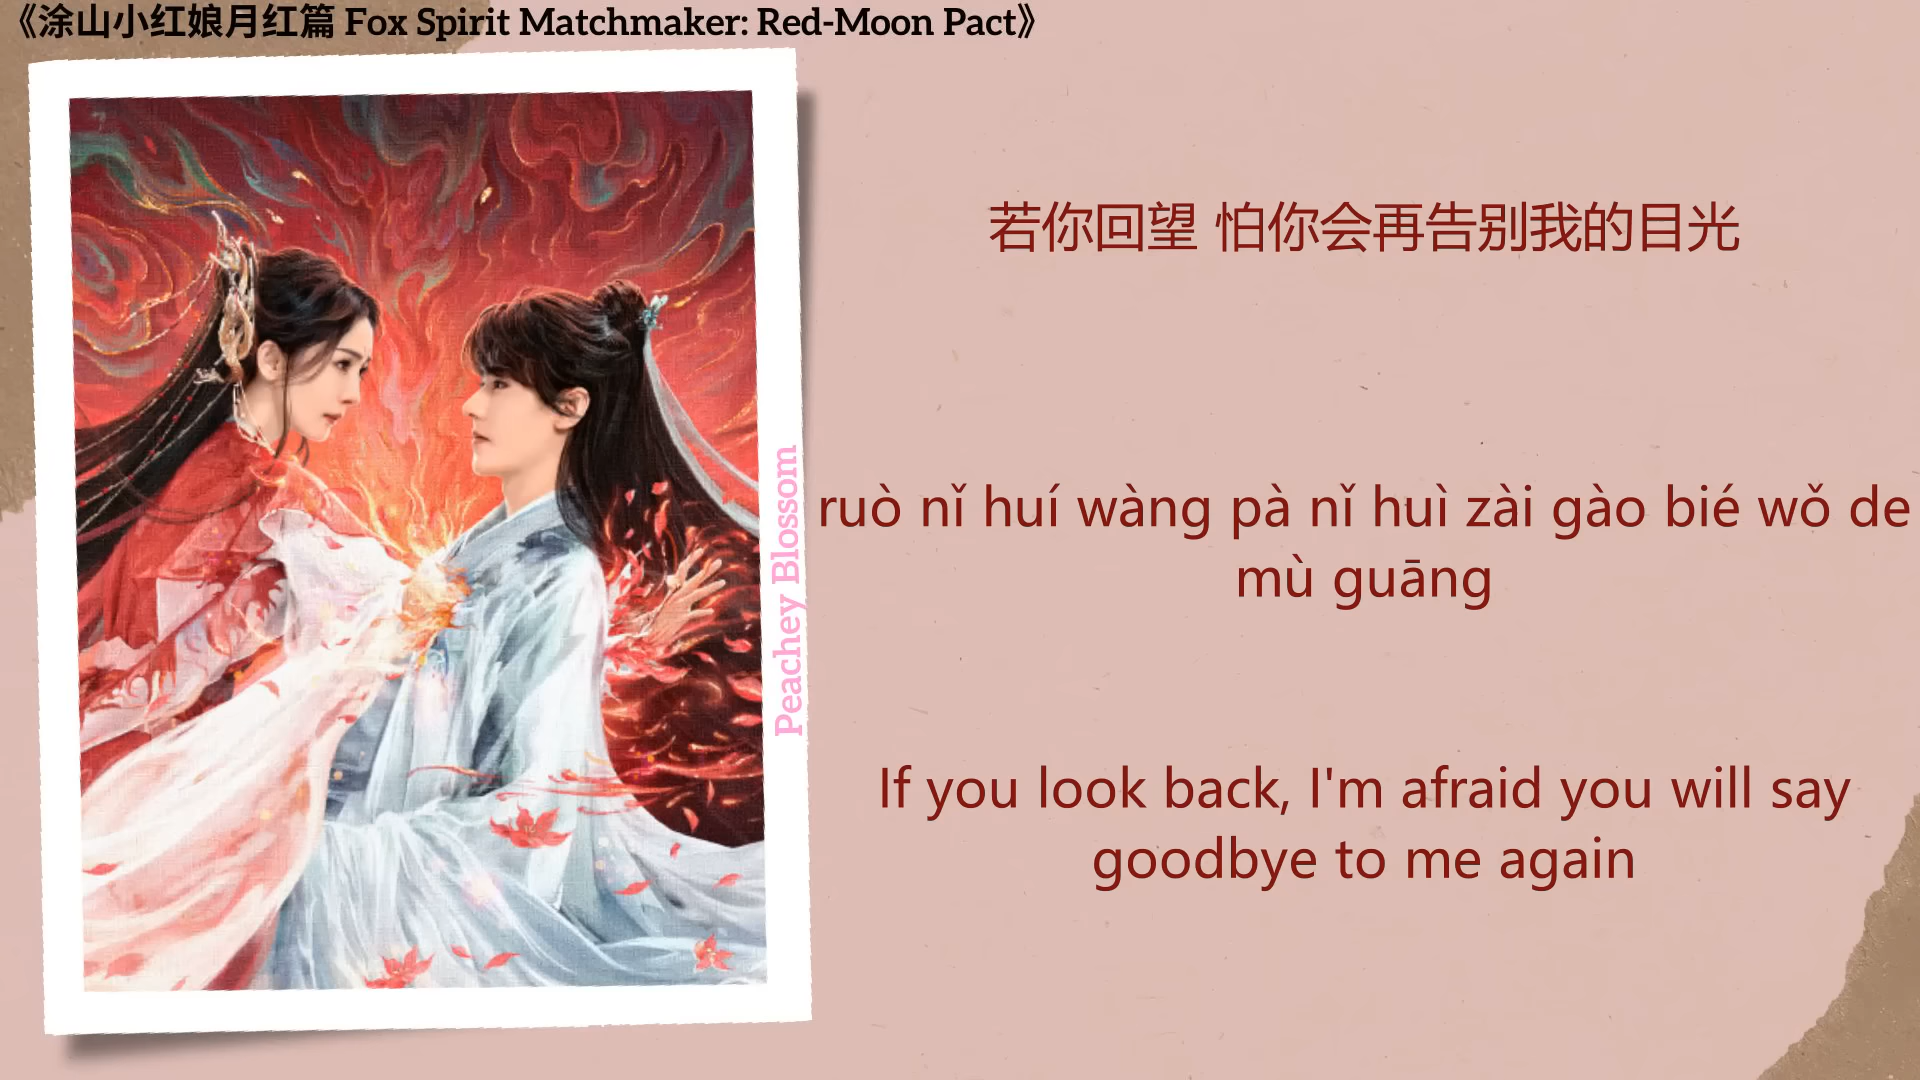 《涂山小红娘月红篇 Fox Spirit Matchmaker: Red-Moon Pact》
若你回望 怕你会再告别我的目光
ruò nǐ huí wàng pà nǐ huì zài gào bié wǒ de
mù guāng
Peachey Blossom
If you look back, I'm afraid you will say
goodbye to me again